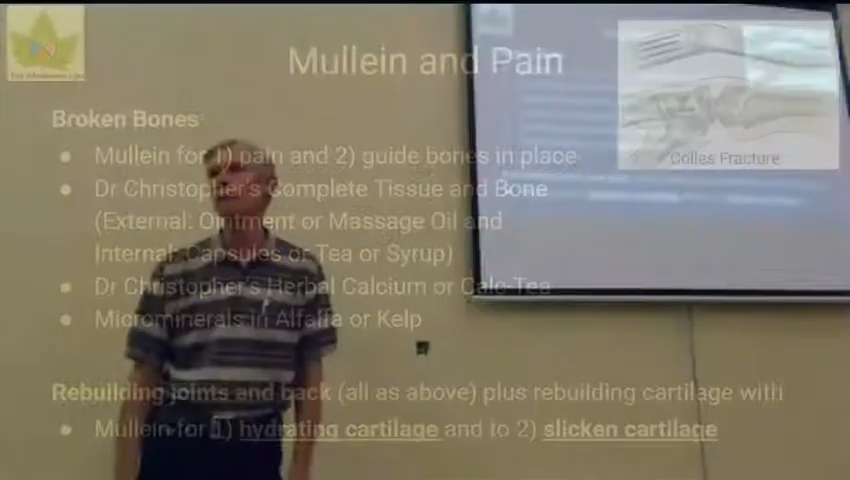 Mullein and Pain
Broken Bones
Colles Fracture
● Mullein for 1) pain and 2) guide bones in place
● Dr Christopher's Complete Tissue and Bone
(External: Ointment or Massage Oil and
Internal: Capsules or Tea or Syrup)
● Dr Christopher's Herbal Calcium or Calc-Tea
● Microminerals in Alfalfa or Kelp
Rebuilding joints and back (all as above) plus rebuilding cartilage with
● Mullein for 1) hydrating cartilage and to 2) slicken cartilage